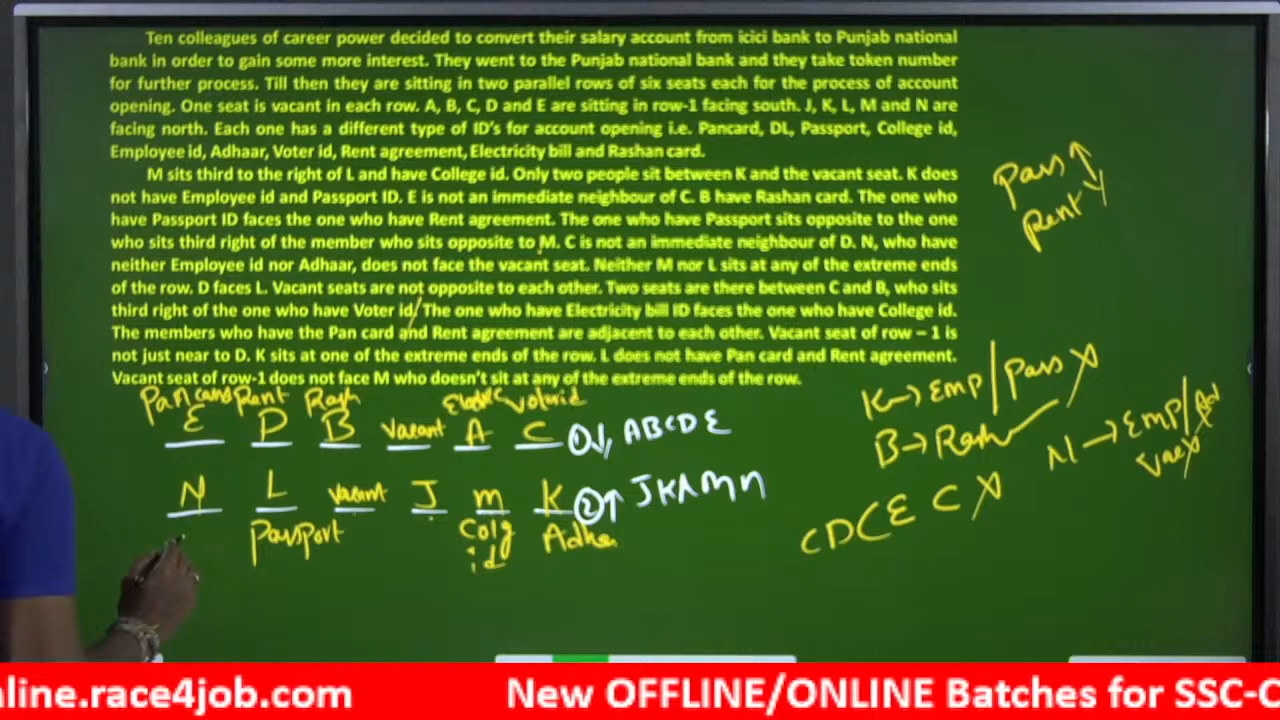 Ten colleagues of career power decided to convert their salary account from icici bank to Punjab national
bank in order to gain some more interest. They went to the Punjab national bank and they take token number
for further process. Till then they are sitting in two parallel rows of six seats each for the process of account
opening. One seat is vacant in each row. A, B, C, D and E are sitting in row-1 facing south. J, K, L, M and N are
facing north. Each one has a different type of ID's for account opening i.e. Pancard, DL, Passport, College id,
Employee id, Adhaar, Voter id, Rent agreement, Electricity bill and Rashan card.
M sits third to the right of L and have College id. Only two people sit between K and the vacant seat. K does
not have Employee id and Passport ID. E is not an immediate neighbour of C. B have Rashan card. The one who
have Passport ID faces the one who have Rent agreement. The one who have Passport sits opposite to the one
who sits third right of the member who sits opposite to M. C is not an immediate neighbour of D. N, who have
neither Employee id nor Adhaar, does not face the vacant seat. Neither M nor L sits at any of the extreme ends
of the row. D faces L. Vacant seats are not opposite to each other. Two seats are there between C and B, who sits
third right of the one who have Voter id. The one who have Electricity bill ID faces the one who have College id.
The members who have the Pan card and Rent agreement are adjacent to each other. Vacant seat of row – 1 is
not just near to D. K sits at one of the extreme ends of the row. L does not have Pan card and Rent agreement.
Vacant seat of row-1 does not face M who doesn't sit at any of the extreme ends of the row.
Pass ↑
Rent
Pan card Rent Rash Voterid
E D B Vacant A C ① ↓ A B C D E
N L Vacant J m K ② ↑ J K L M N
Passport Colg id Adha
K → Emp / Pass X
B → Rash
N → Emp /
C D C E C X
nline.race4job.com New OFFLINE/ONLINE Batches for SSC-C